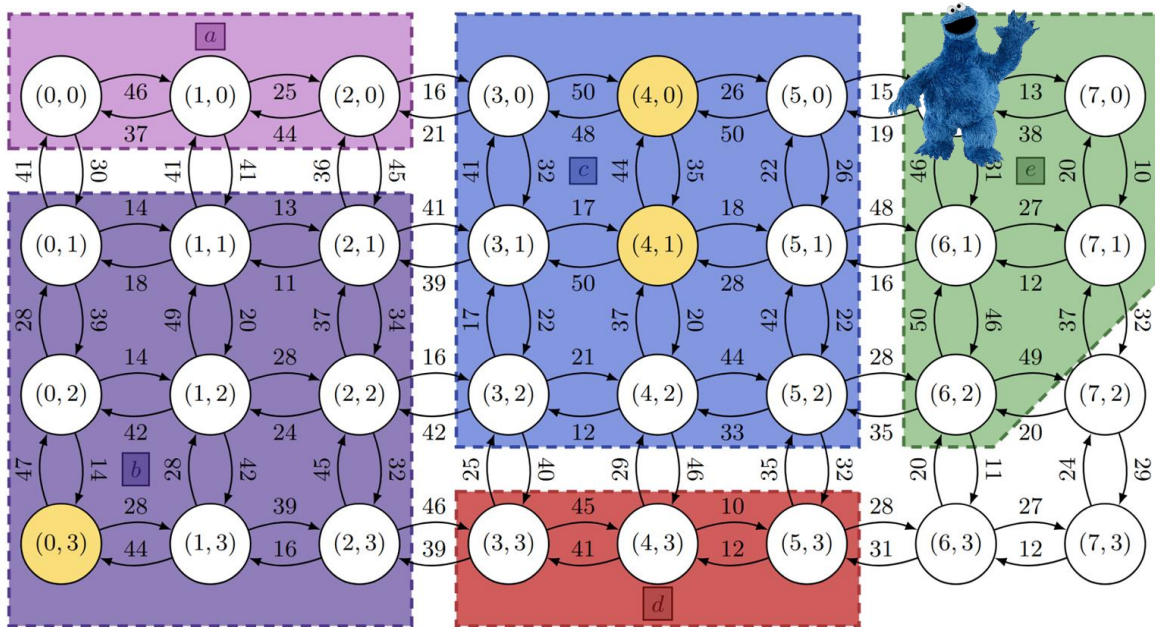 a
(0, 0) 46 (1, 0) 25 (2, 0) 16 (3, 0) 50 (4, 0) 26 (5, 0) 15 13 (7, 0)
37 44 21 48 50 19 38
41 30 41 41 36 45 41 32 c 44 35 22 26 46 31 e 20 10
14 13 41 17 18 48 27
(0, 1) (1, 1) (2, 1) (3, 1) (4, 1) (5, 1) (6, 1) (7, 1)
18 11 39 50 28 16 12
28 39 49 20 37 34 17 22 37 20 42 22 50 46 37 32
14 28 16 21 44 28 49
(0, 2) (1, 2) (2, 2) (3, 2) (4, 2) (5, 2) (6, 2) (7, 2)
42 24 42 12 33 35 20
47 14 b 28 42 45 32 25 40 29 46 35 32 20 11 24 29
28 39 46 45 10 28 27
(0, 3) (1, 3) (2, 3) (3, 3) (4, 3) (5, 3) (6, 3) (7, 3)
44 16 39 41 12 31 12
d